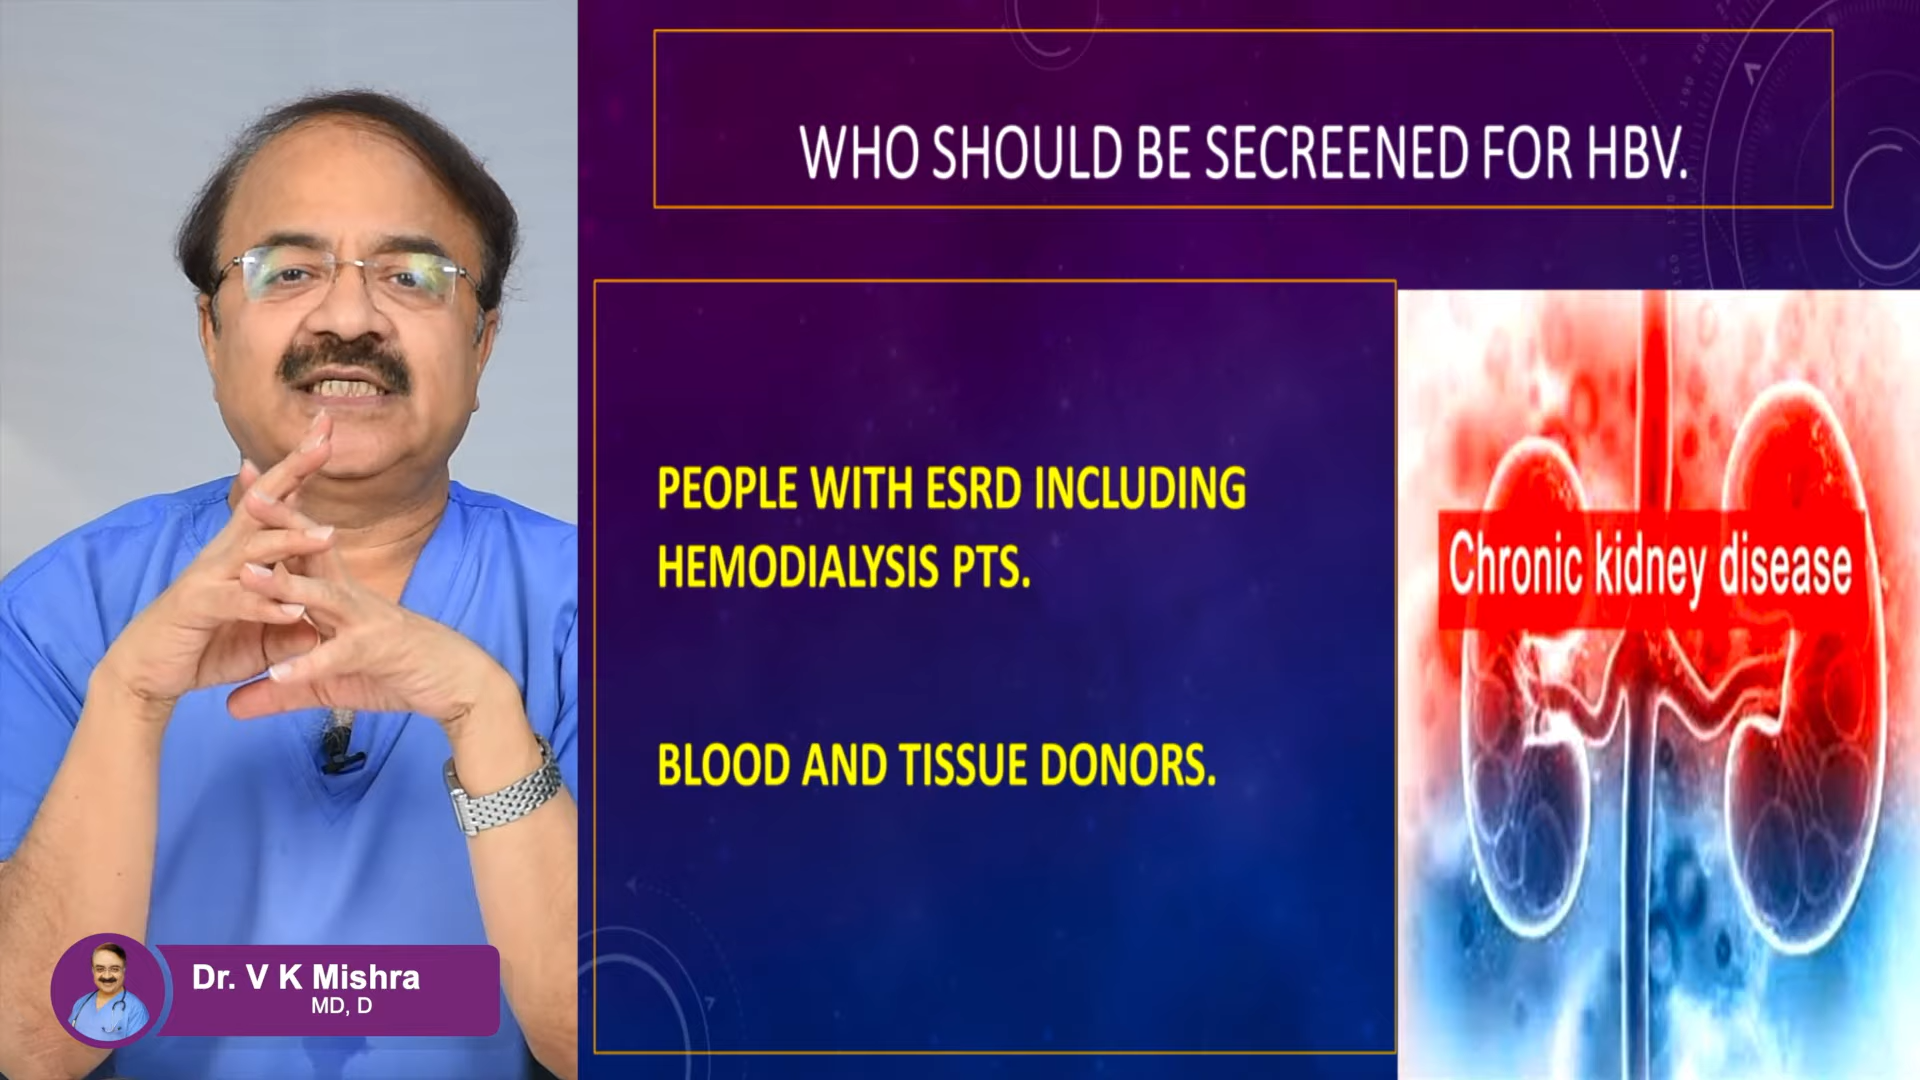 WHO SHOULD BE SECREENED FOR HBV.
PEOPLE WITH ESRD INCLUDING
HEMODIALYSIS PTS.
BLOOD AND TISSUE DONORS.
Chronic kidney disease
Dr. V K Mishra
MD, D